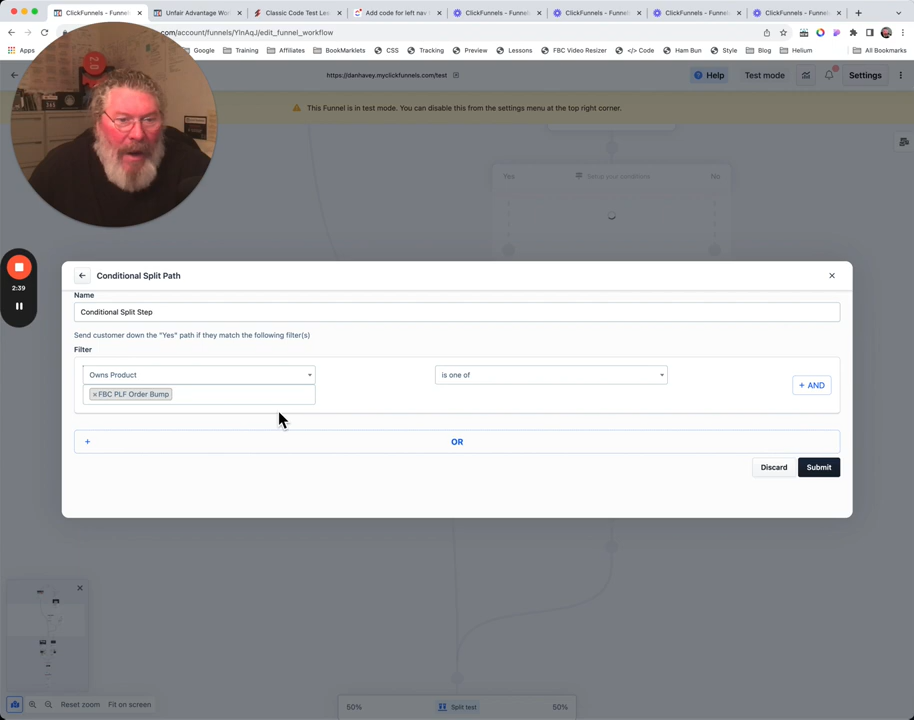 ClickFunnels - Funnel
Unfair Advantage Wor
Classic Code Test Les
Add code for left nav
ClickFunnels - Funnel
ClickFunnels - Funnel
ClickFunnels - Funnel
ClickFunnels - Funnel
.com/account/funnels/YlnAqJ/edit_funnel_workflow
Apps
Google
Training
Affiliates
BookMarklets
CSS
Tracking
Preview
Lessons
FBC Video Resizer
</> Code
Ham Bun
Style
Blog
Helium
All Bookmarks
https://danhavey.myclickfunnels.com/test
Help
Test mode
Settings
This Funnel is in test mode. You can disable this from the settings menu at the top right corner.
Yes
Setup your conditions
No
2:39
Conditional Split Path
Name
Conditional Split Step
Send customer down the "Yes" path if they match the following filter(s)
Filter
Owns Product
is one of
×FBC PLF Order Bump
+ AND
+ OR
Discard
Submit
Reset zoom
Fit on screen
50%
Split test
50%